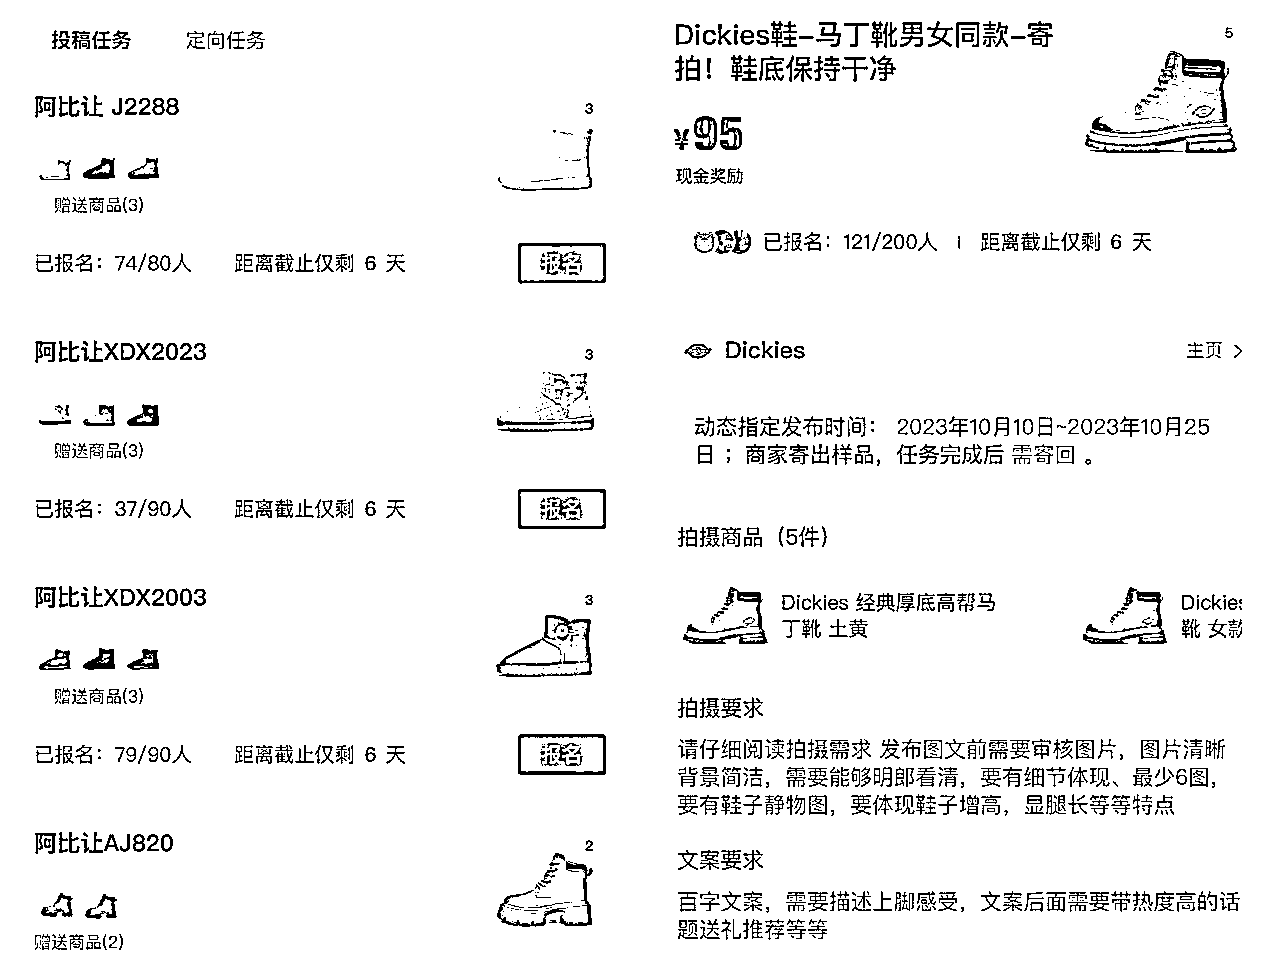 投稿任务 定向任务
阿比让 J2288
3
赠送商品(3)
已报名：74/80人 距离截止仅剩 6 天
报名
阿比让XDX2023
3
赠送商品(3)
已报名：37/90人 距离截止仅剩 6 天
报名
阿比让XDX2003
3
赠送商品(3)
已报名：79/90人 距离截止仅剩 6 天
报名
阿比让AJ820
2
赠送商品(2)
Dickies鞋-马丁靴男女同款-寄
拍！鞋底保持干净
5
¥95
现金奖励
已报名：121/200人 | 距离截止仅剩 6 天
Dickies
主页 >
动态指定发布时间： 2023年10月10日~2023年10月25
日；商家寄出样品，任务完成后 需寄回 。
拍摄商品（5件）
Dickies 经典厚底高帮马
丁靴 土黄
Dickies
靴 女款
拍摄要求
请仔细阅读拍摄需求 发布图文前需要审核图片，图片清晰
背景简洁，需要能够明郎看清，要有细节体现、最少6图，
要有鞋子静物图，要体现鞋子增高，显腿长等等特点
文案要求
百字文案，需要描述上脚感受，文案后面需要带热度高的话
题送礼推荐等等